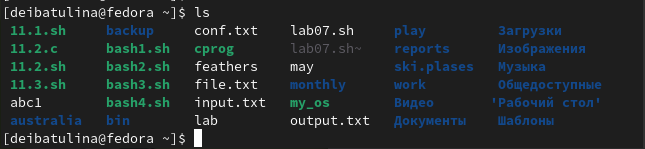 [deibatulina@fedora ~]$ ls
11.1.sh backup conf.txt lab07.sh play Загрузки
11.2.c bash1.sh cprog lab07.sh~ reports Изображения
11.2.sh bash2.sh feathers may ski.plases Музыка
11.3.sh bash3.sh file.txt monthly work Общедоступные
abc1 bash4.sh input.txt my_os Видео 'Рабочий стол'
australia bin lab output.txt Документы Шаблоны
[deibatulina@fedora ~]$